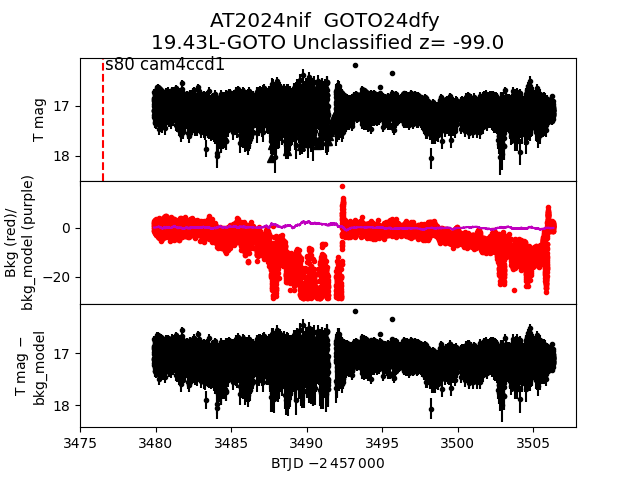 AT2024nif  GOTO24dfy
19.43L-GOTO Unclassified z= -99.0
s80 cam4ccd1
T mag
17
18
Bkg (red)/
bkg_model (purple)
0
−20
T mag −
bkg_model
17
18
3475 3480 3485 3490 3495 3500 3505
BTJD −2 457 000